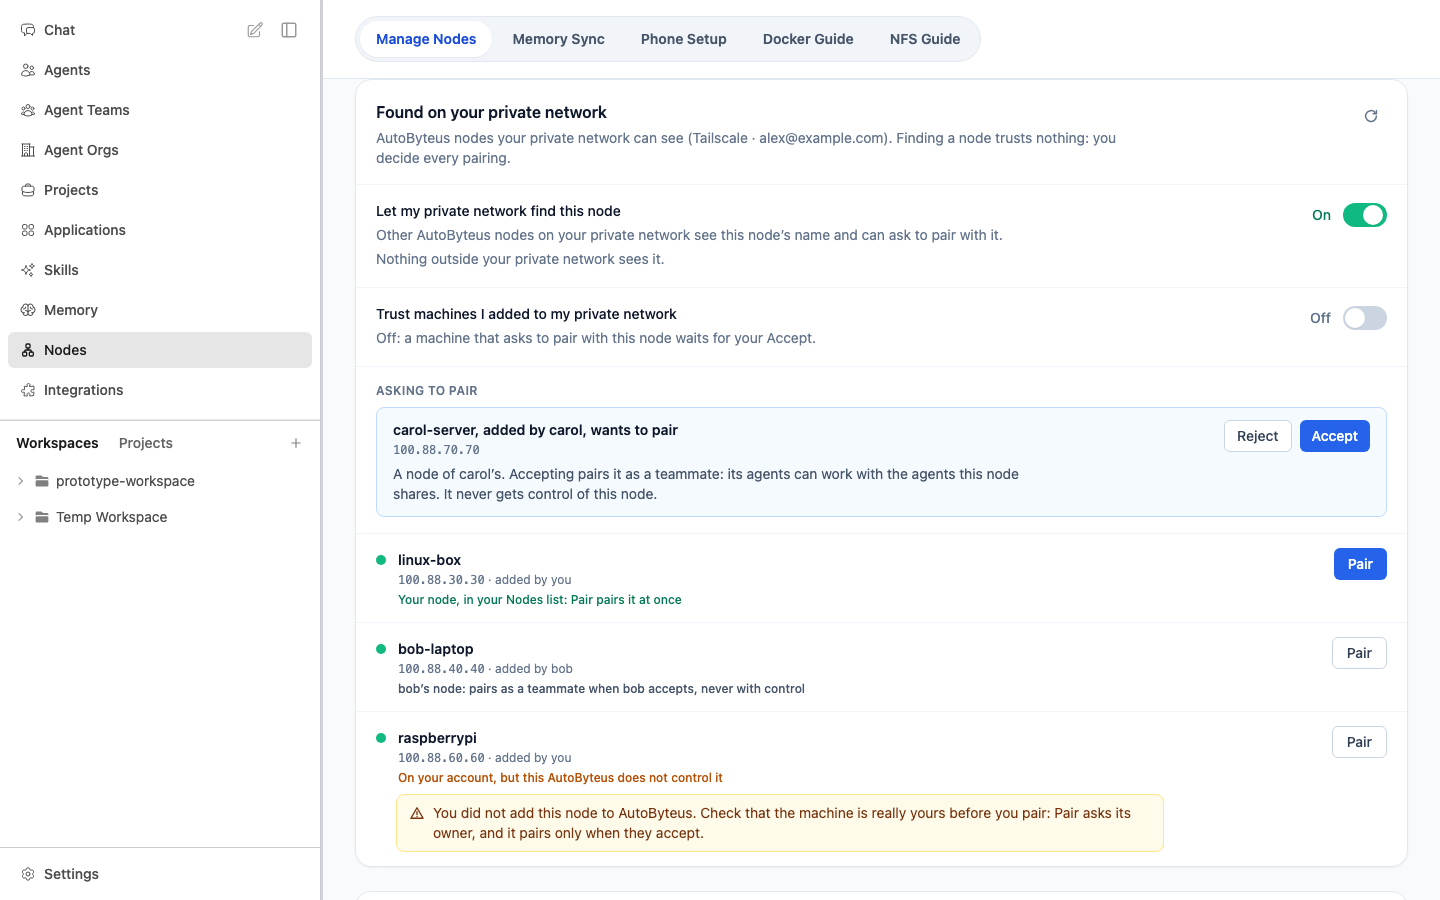 Chat
Agents
Agent Teams
Agent Orgs
Projects
Applications
Skills
Memory
Nodes
Integrations
Workspaces Projects
prototype-workspace
Temp Workspace
Settings
Manage Nodes Memory Sync Phone Setup Docker Guide NFS Guide
Found on your private network
AutoByteus nodes your private network can see (Tailscale · alex@example.com). Finding a node trusts nothing: you
decide every pairing.
Let my private network find this node
On
Other AutoByteus nodes on your private network see this node’s name and can ask to pair with it.
Nothing outside your private network sees it.
Trust machines I added to my private network
Off
Off: a machine that asks to pair with this node waits for your Accept.
ASKING TO PAIR
carol-server, added by carol, wants to pair
Reject Accept
100.88.70.70
A node of carol’s. Accepting pairs it as a teammate: its agents can work with the agents this node
shares. It never gets control of this node.
linux-box
Pair
100.88.30.30 · added by you
Your node, in your Nodes list: Pair pairs it at once
bob-laptop
Pair
100.88.40.40 · added by bob
bob’s node: pairs as a teammate when bob accepts, never with control
raspberrypi
Pair
100.88.60.60 · added by you
On your account, but this AutoByteus does not control it
You did not add this node to AutoByteus. Check that the machine is really yours before you pair: Pair asks its
owner, and it pairs only when they accept.